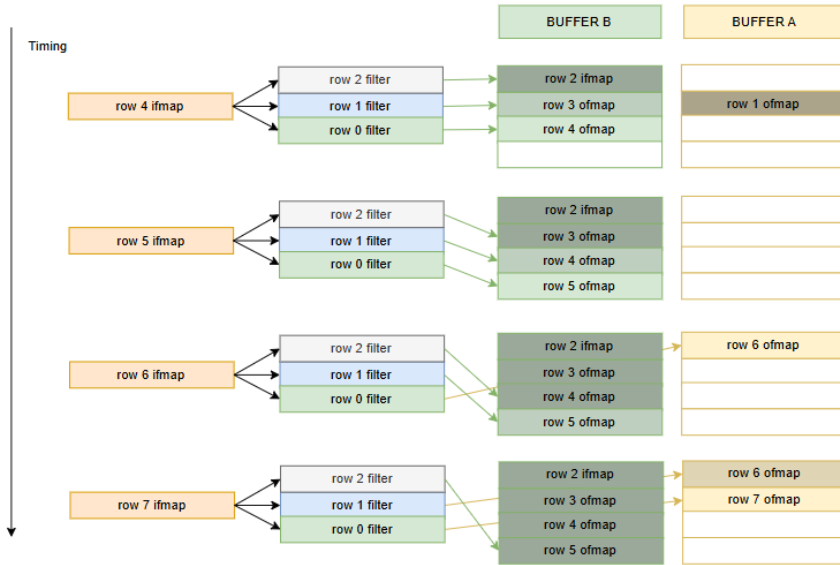 BUFFER B
BUFFER A
Timing
row 4 ifmap
row 2 filter
row 1 filter
row 0 filter
row 2 ifmap
row 3 ofmap
row 4 ofmap
row 1 ofmap
row 5 ifmap
row 2 filter
row 1 filter
row 0 filter
row 2 ifmap
row 3 ofmap
row 4 ofmap
row 5 ofmap
row 6 ifmap
row 2 filter
row 1 filter
row 0 filter
row 2 ifmap
row 3 ofmap
row 4 ofmap
row 5 ofmap
row 6 ofmap
row 7 ifmap
row 2 filter
row 1 filter
row 0 filter
row 2 ifmap
row 3 ofmap
row 4 ofmap
row 5 ofmap
row 6 ofmap
row 7 ofmap